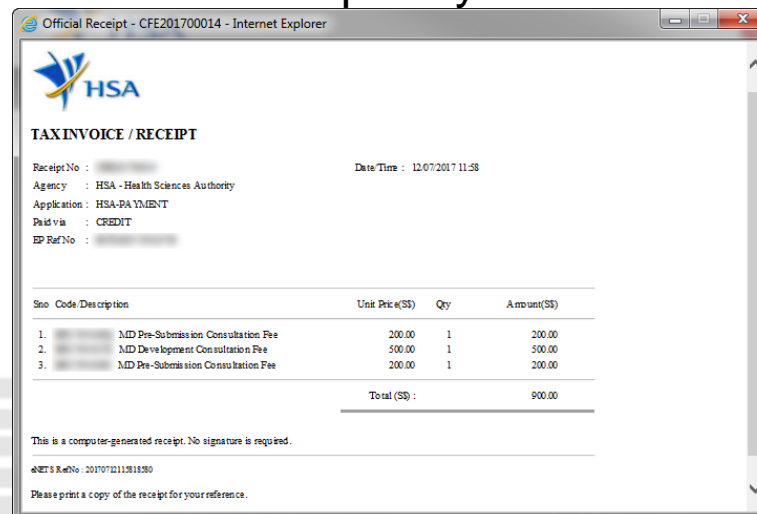 Official Receipt - CFE201700014 - Internet Explorer
HSA
TAX INVOICE / RECEIPT
Receipt No :
Date/Time : 12/07/2017 11:58
Agency : HSA - Health Sciences Authority
Application : HSA-PAYMENT
Paid via : CREDIT
EP Ref No :
Sno Code/Description Unit Price(S$) Qty Amount(S$)
1. MD Pre-Submission Consultation Fee 200.00 1 200.00
2. MD Development Consultation Fee 500.00 1 500.00
3. MD Pre-Submission Consultation Fee 200.00 1 200.00
Total (S$) : 900.00
This is a computer-generated receipt. No signature is required.
eNETS RefNo : 20170712115818580
Please print a copy of the receipt for your reference.